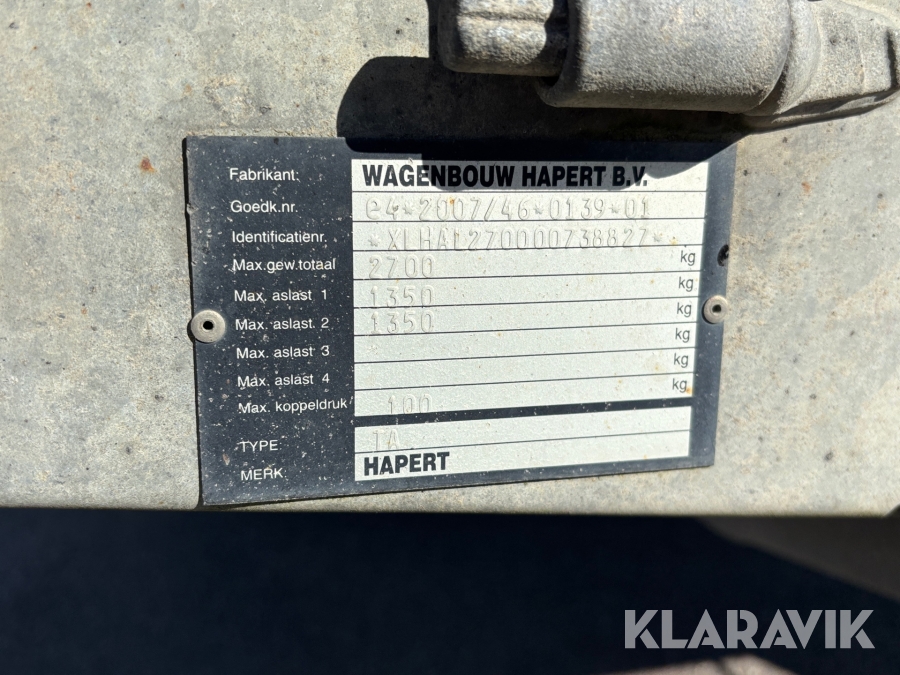 Fabrikant: WAGENBOUW HAPERT B.V.
Goedk.nr. e4*2007/46*0139*01
Identificatienr. *XLHAL270000738827*
Max.gew.totaal 2700 kg
Max. aslast 1 1350 kg
Max. aslast 2 1350 kg
Max. aslast 3 kg
Max. aslast 4 kg
Max. koppeldruk 100 kg
TYPE 1A
MERK HAPERT
KLARAVIK